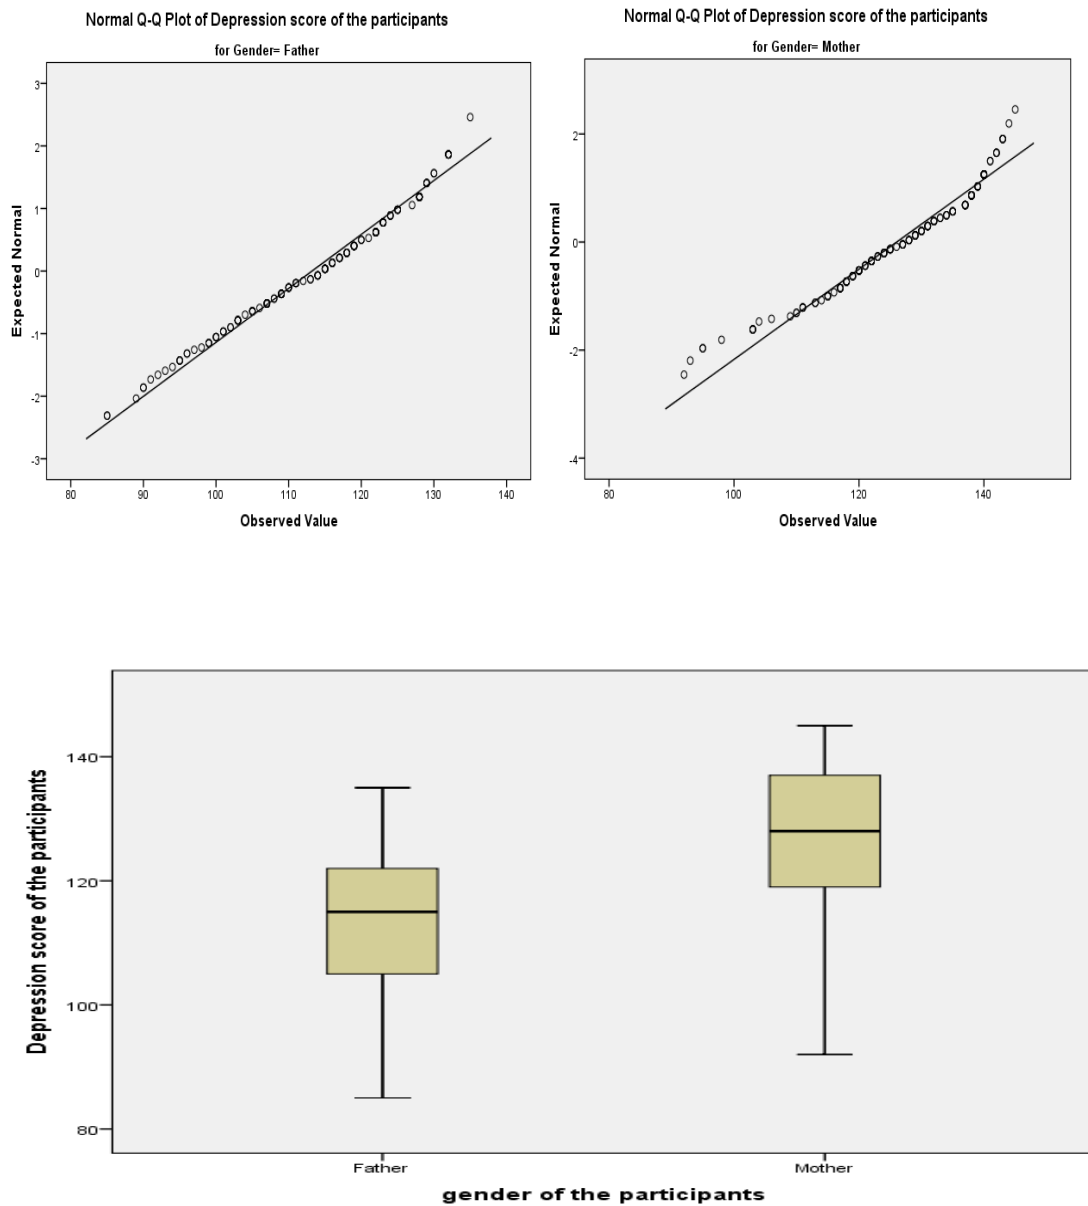 Normal Q-Q Plot of Depression score of the participants
for Gender= Father
Expected Normal
3
2
1
0
-1
-2
-3
80 90 100 110 120 130 140
Observed Value
Normal Q-Q Plot of Depression score of the participants
for Gender= Mother
Expected Normal
2
0
-2
-4
80 100 120 140
Observed Value
Depression score of the participants
140
120
100
80
Father Mother
gender of the participants